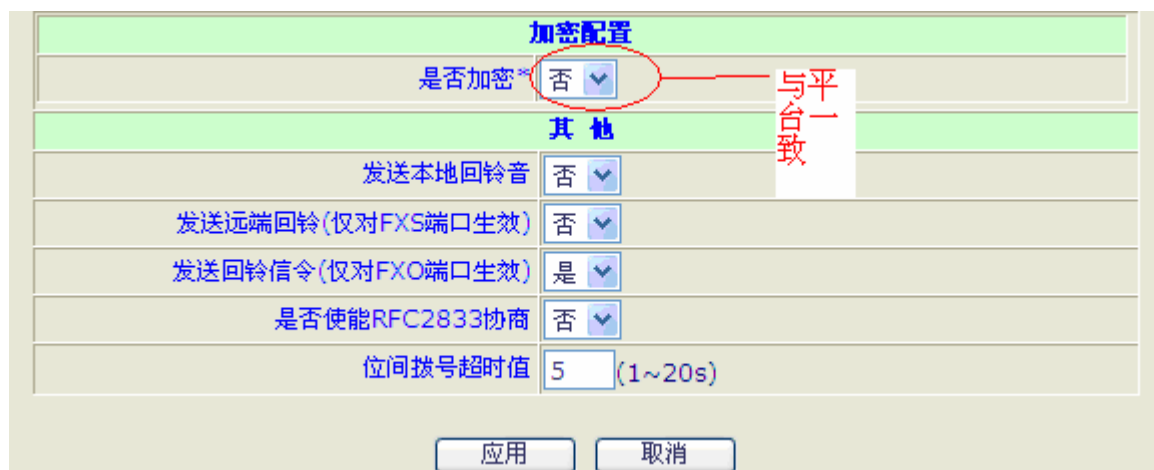 加密配置
是否加密* 否
与平
台一
致
其 他
发送本地回铃音 否
发送远端回铃(仅对FXS端口生效) 否
发送回铃信令(仅对FXO端口生效) 是
是否使能RFC2833协商 否
位间拨号超时值 5 (1~20s)
应用 取消